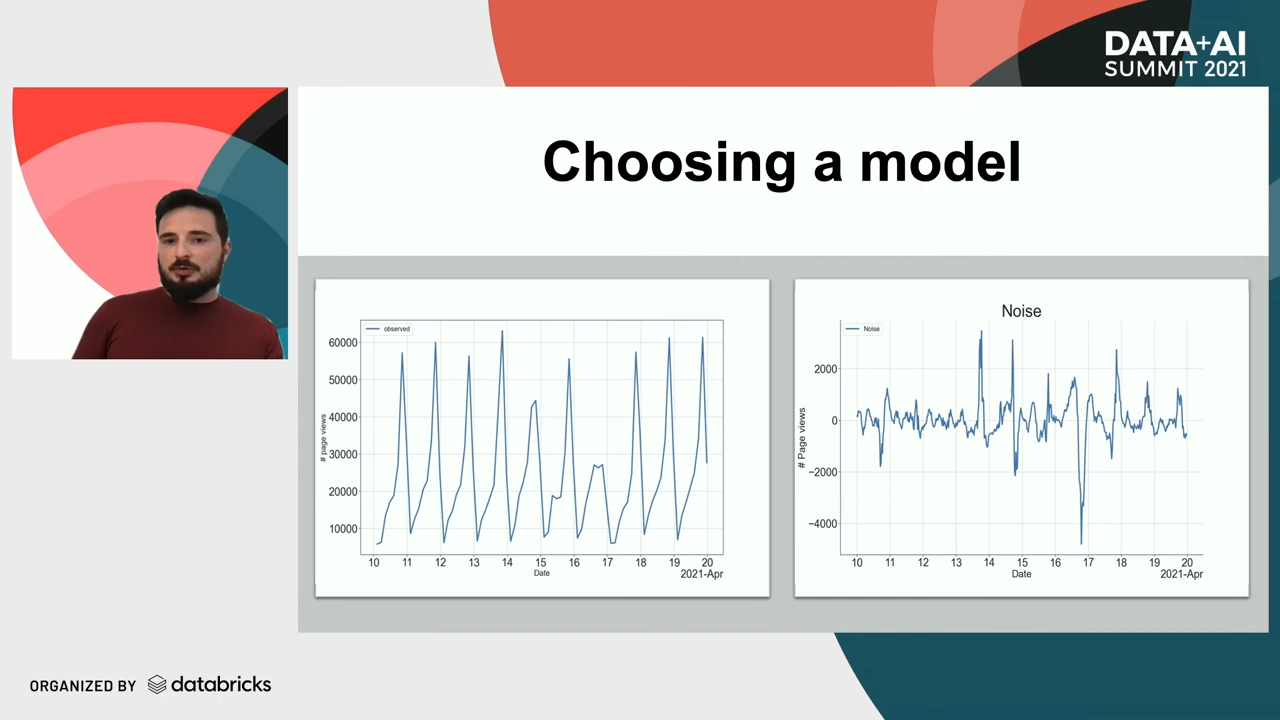 DATA+AI
SUMMIT 2021
Choosing a model
observed
60000
50000
40000
30000
20000
10000
# page views
10 11 12 13 14 15 16 17 18 19 20
Date
2021-Apr
Noise
Noise
2000
0
−2000
−4000
# Page views
10 11 12 13 14 15 16 17 18 19 20
Date
2021-Apr
ORGANIZED BY databricks